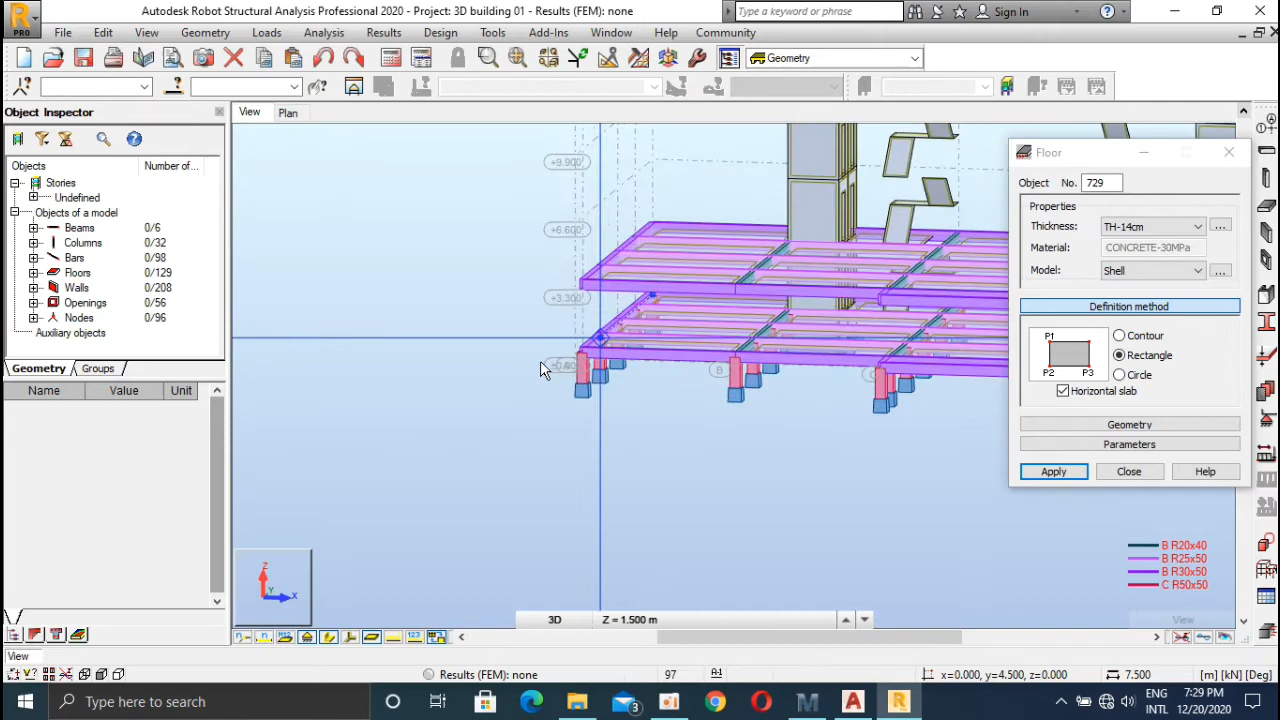 PRO
Autodesk Robot Structural Analysis Professional 2020 - Project: 3D building 01 - Results (FEM): none
Type a keyword or phrase
Sign In
File Edit View Geometry Loads Analysis Results Design Tools Add-Ins Window Help Community
Geometry
Object Inspector
View Plan
Objects Number of...
Stories
Undefined
Objects of a model
Beams 0/6
Columns 0/32
Bars 0/98
Floors 0/129
Walls 0/208
Openings 0/56
Nodes 0/96
Auxiliary objects
Geometry Groups
Name Value Unit
+9.900
+6.600
+3.300
B
Floor
Object No. 729
Properties
Thickness: TH-14cm ...
Material: CONCRETE-30MPa
Model: Shell ...
Definition method
P1
P2 P3
Contour
Rectangle
Circle
Horizontal slab
Geometry
Parameters
Apply Close Help
B R20x40
B R25x50
B R30x50
C R50x50
Z
Y
X
3D Z = 1.500 m
View
View
Results (FEM): none 97 x=0.000, y=4.500, z=0.000 7.500 [m] [kN] [Deg]
Type here to search
3
ENG
INTL
7:29 PM
12/20/2020